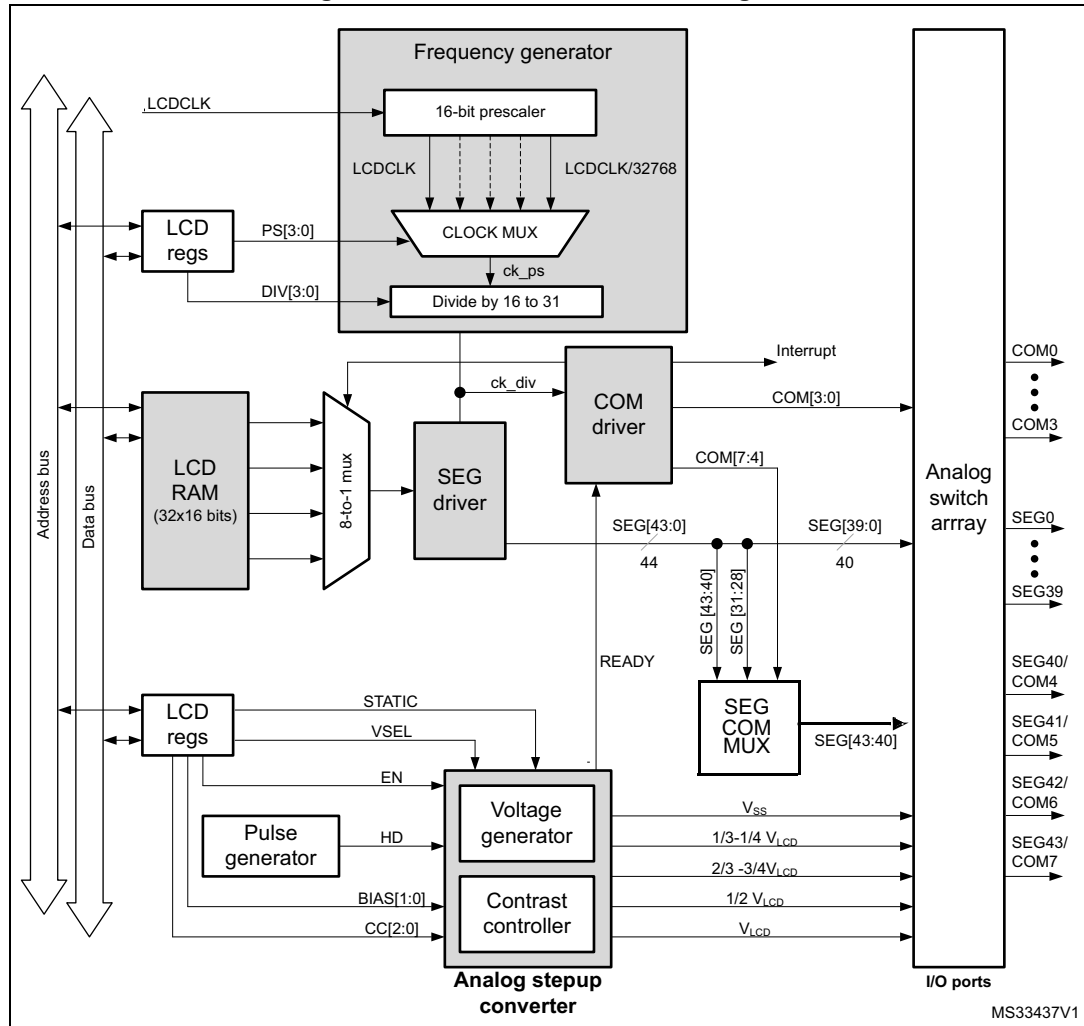 Frequency generator
LCDCLK
16-bit prescaler
LCDCLK
LCDCLK/32768
LCD
regs
PS[3:0]
CLOCK MUX
ck_ps
DIV[3:0]
Divide by 16 to 31
Interrupt
COM0
ck_div
COM
driver
COM[3:0]
COM3
Address bus
Data bus
LCD
RAM
(32x16 bits)
8-to-1 mux
SEG
driver
COM[7:4]
Analog
switch
arrray
SEG[43:0]
44
SEG[39:0]
40
SEG0
SEG39
SEG [43:40]
SEG [31:28]
READY
SEG40/
COM4
LCD
regs
STATIC
VSEL
SEG
COM
MUX
SEG[43:40]
SEG41/
COM5
EN
Voltage
generator
VSS
SEG42/
COM6
Pulse
generator
HD
1/3-1/4 VLCD
SEG43/
COM7
2/3 -3/4VLCD
BIAS[1:0]
Contrast
controller
1/2 VLCD
CC[2:0]
VLCD
Analog stepup
converter
I/O ports
MS33437V1